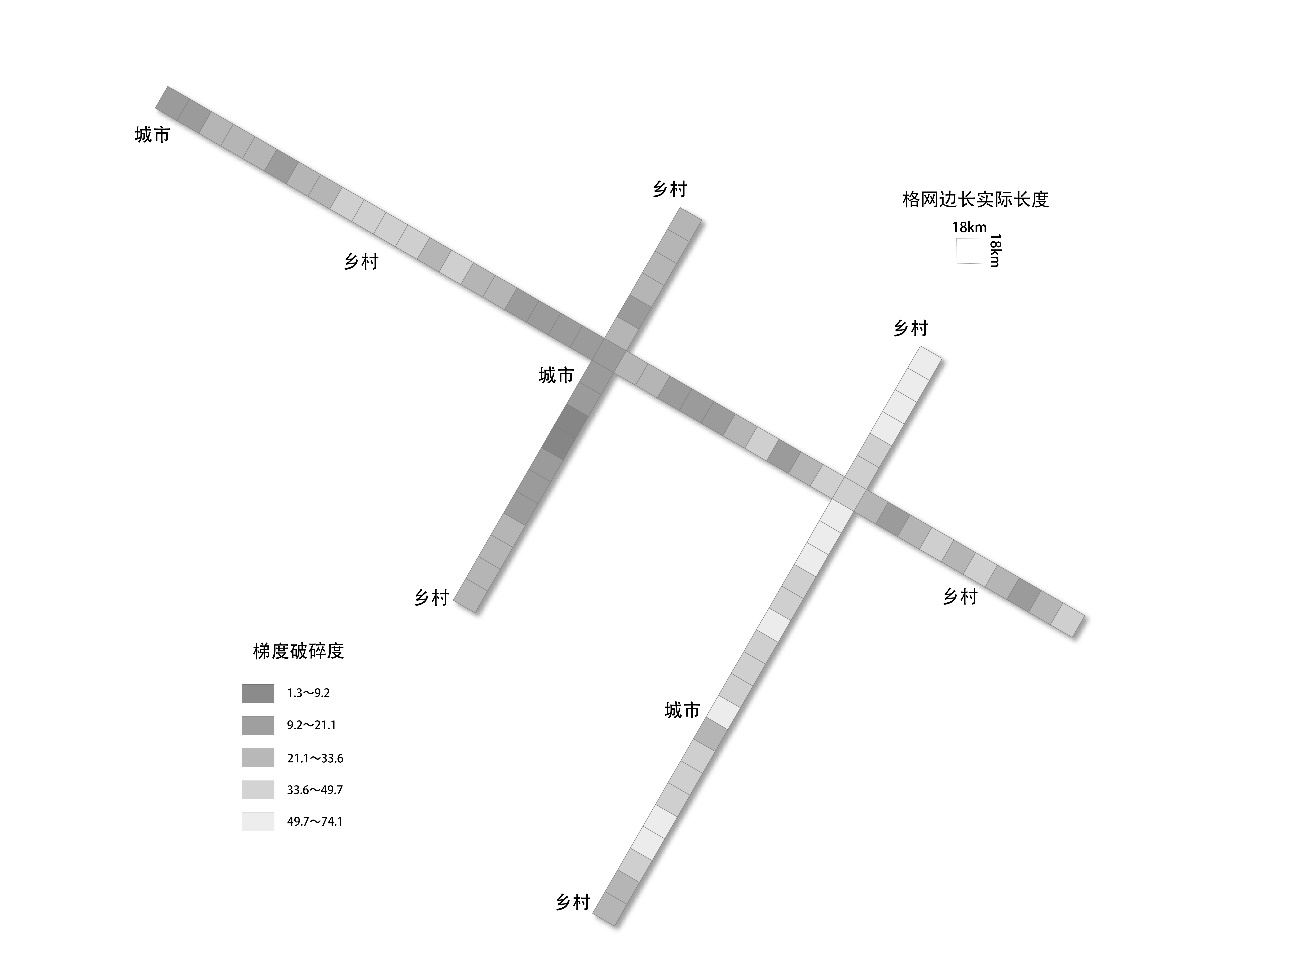 城市
乡村
格网边长实际长度
18km
18km
乡村
乡村
城市
乡村
乡村
城市
乡村
梯度破碎度
1.3～9.2
9.2～21.1
21.1～33.6
33.6～49.7
49.7～74.1